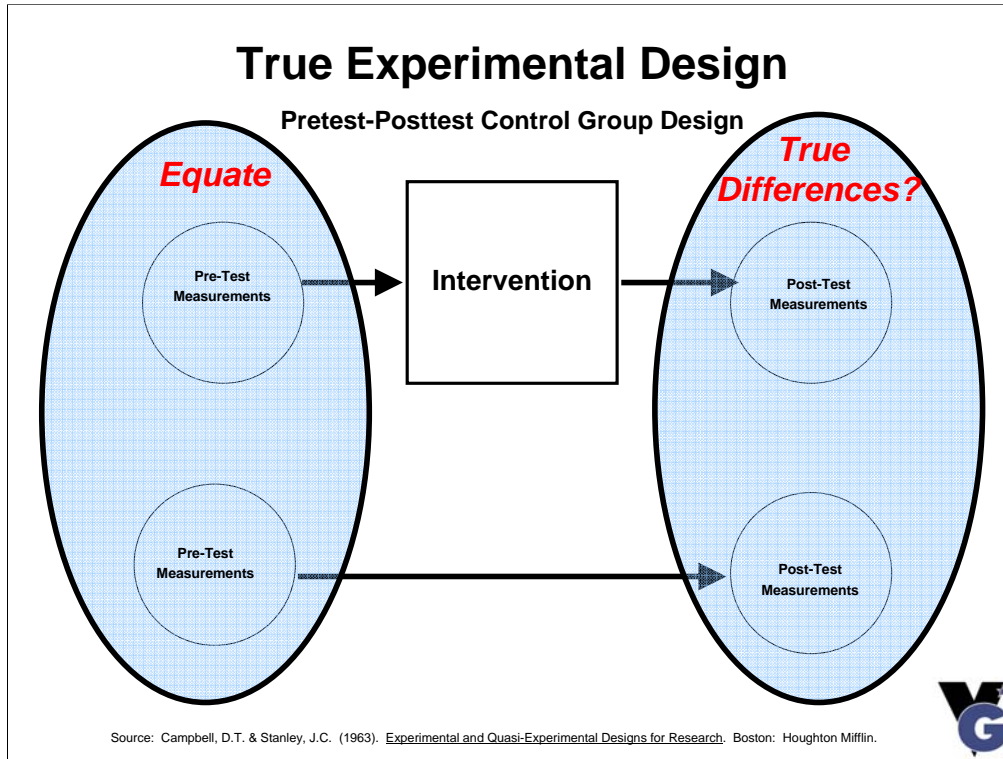 True Experimental Design
Pretest-Posttest Control Group Design
Equate
True
Differences?
Pre-Test
Measurements
Intervention
Post-Test
Measurements
Pre-Test
Measurements
Post-Test
Measurements
Source: Campbell, D.T. & Stanley, J.C. (1963). Experimental and Quasi-Experimental Designs for Research. Boston: Houghton Mifflin.
V
G